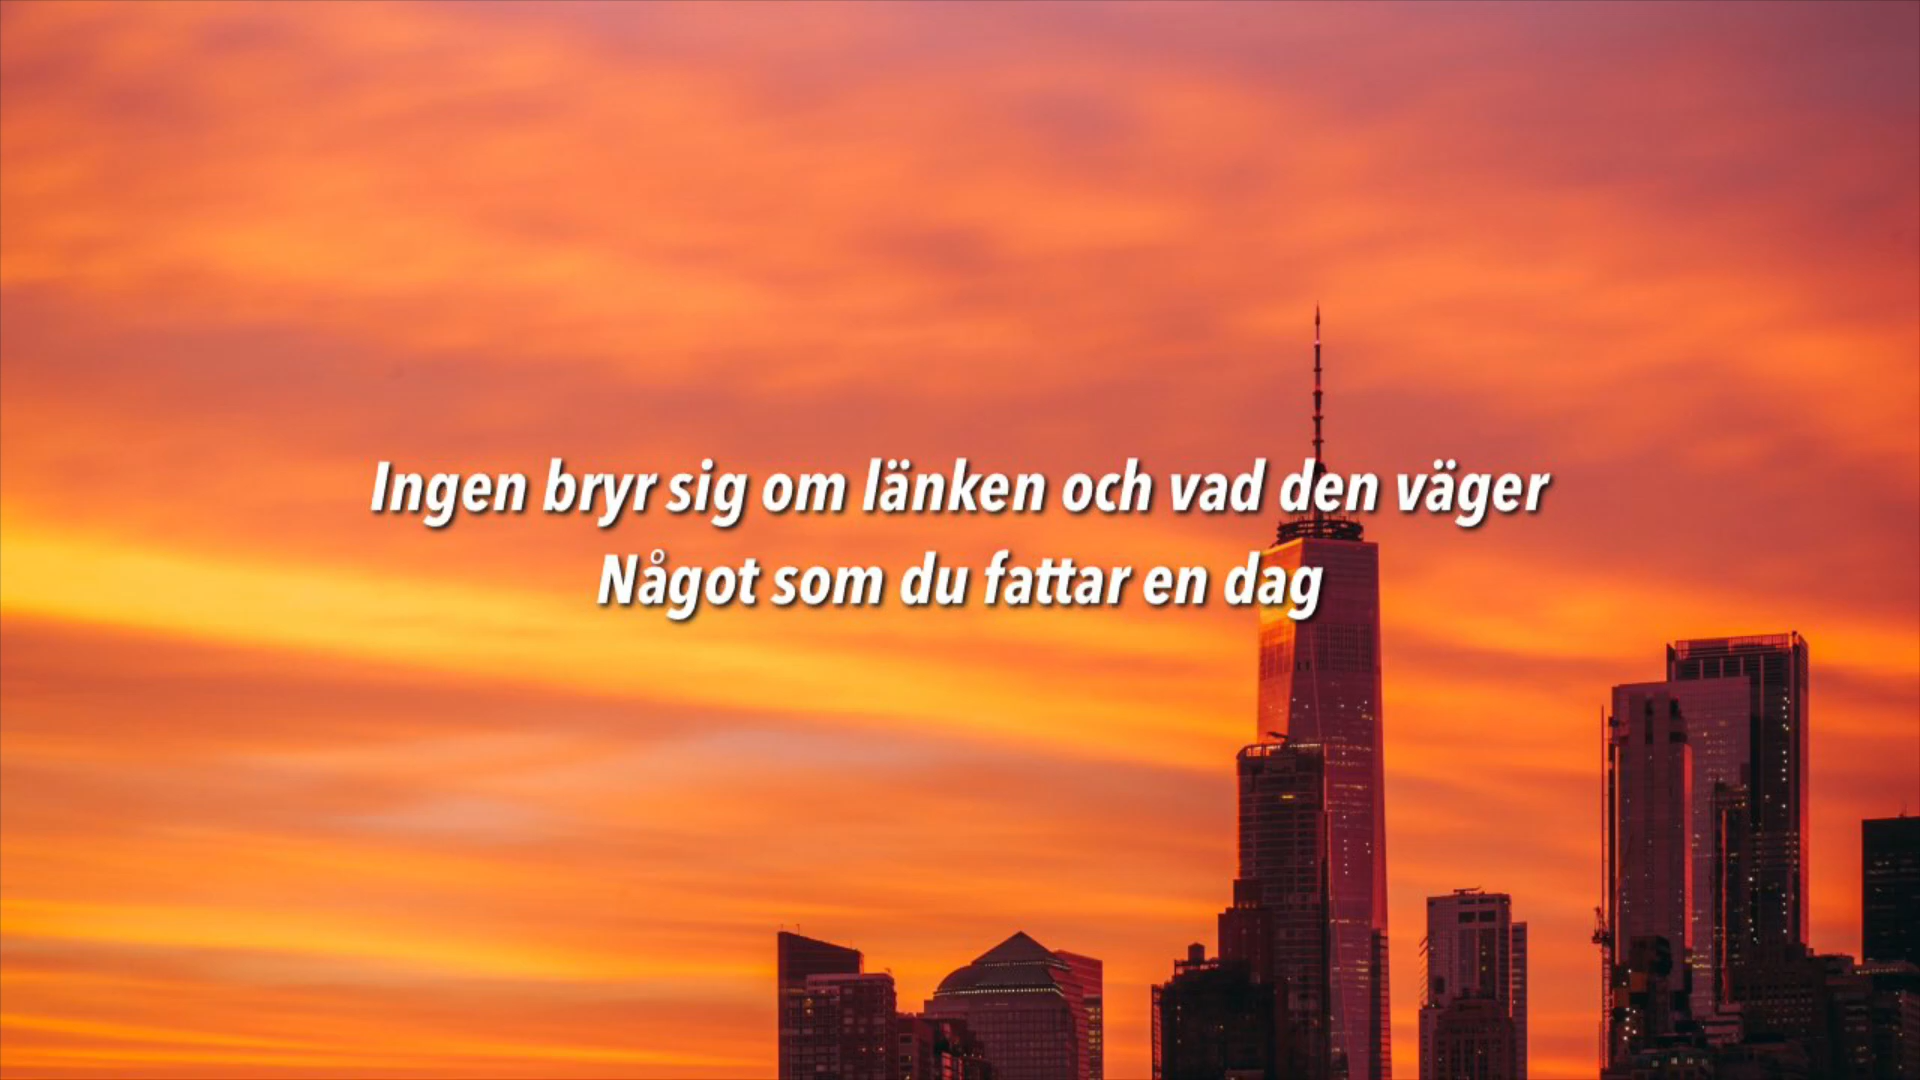 Ingen bryr sig om länken och vad den väger
Något som du fattar en dag